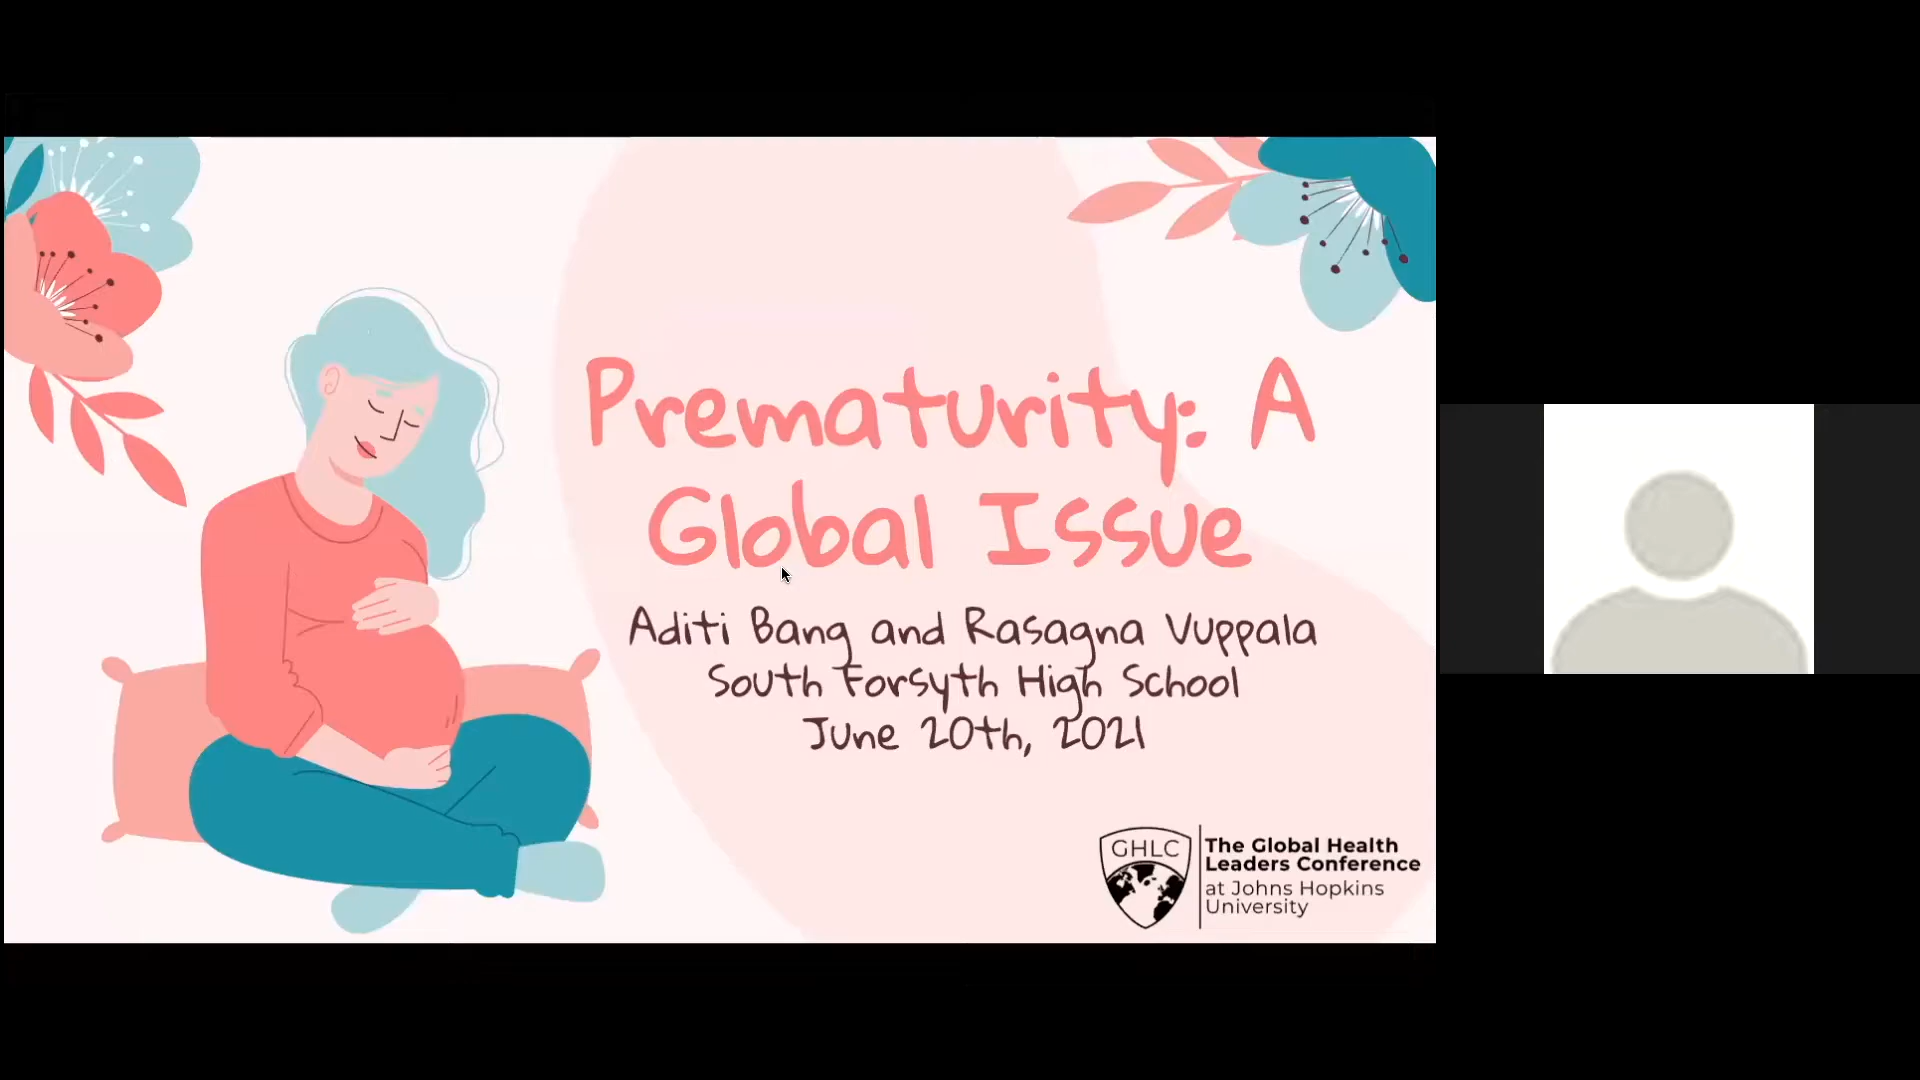 Prematurity: A
Global Issue
Aditi Bang and Rasagna Vuppala
South Forsyth High School
June 20th, 2021
GHLC
The Global Health
Leaders Conference
at Johns Hopkins
University